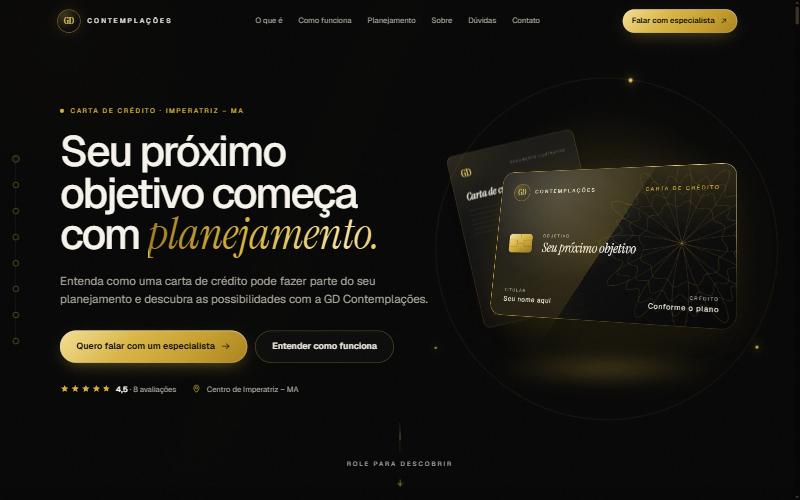 GD CONTEMPLAÇÕES
O que é
Como funciona
Planejamento
Sobre
Dúvidas
Contato
Falar com especialista
CARTA DE CRÉDITO · IMPERATRIZ – MA
Seu próximo
objetivo começa
com planejamento.
Entenda como uma carta de crédito pode fazer parte do seu
planejamento e descubra as possibilidades com a GD Contemplações.
Quero falar com um especialista
Entender como funciona
4,5 · 8 avaliações
Centro de Imperatriz – MA
GD
Carta de c
GD CONTEMPLAÇÕES
CARTA DE CRÉDITO
OBJETIVO
Seu próximo objetivo
TITULAR
Seu nome aqui
CRÉDITO
Conforme o plano
ROLE PARA DESCOBRIR